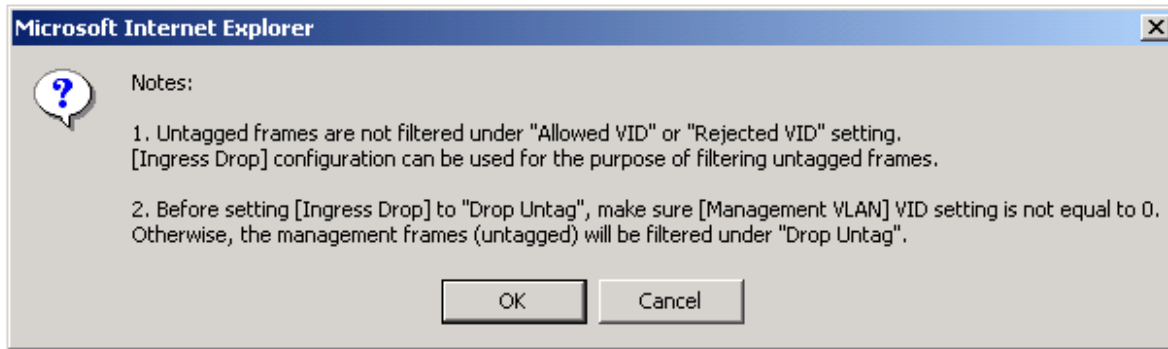 Microsoft Internet Explorer
Notes:
1. Untagged frames are not filtered under "Allowed VID" or "Rejected VID" setting.
[Ingress Drop] configuration can be used for the purpose of filtering untagged frames.
2. Before setting [Ingress Drop] to "Drop Untag", make sure [Management VLAN] VID setting is not equal to 0.
Otherwise, the management frames (untagged) will be filtered under "Drop Untag".
OK Cancel